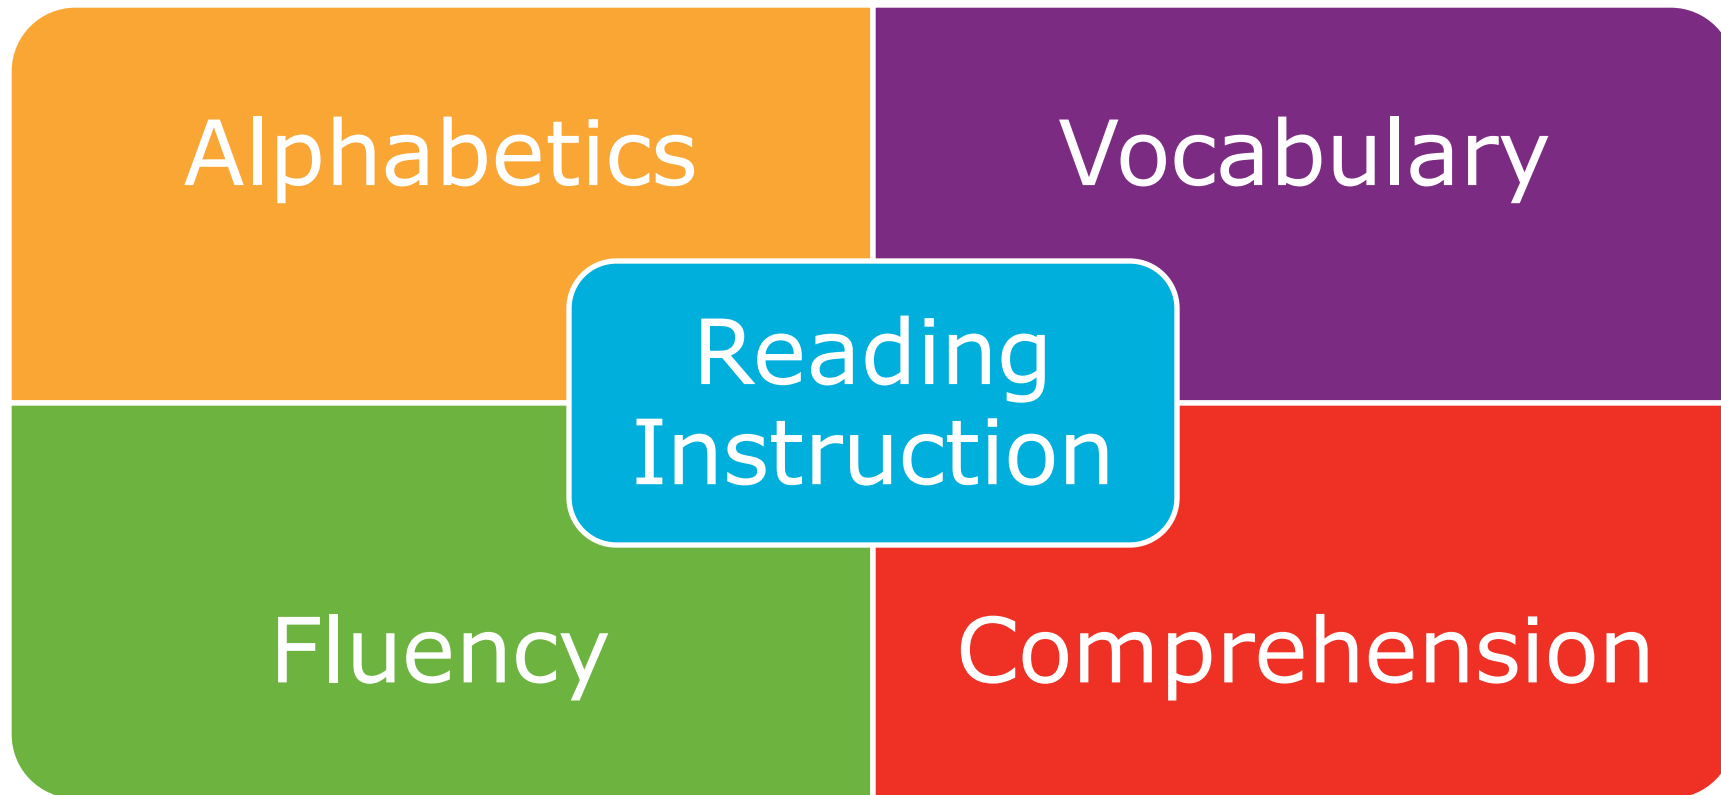 Alphabetics
Vocabulary
Reading
Instruction
Fluency
Comprehension